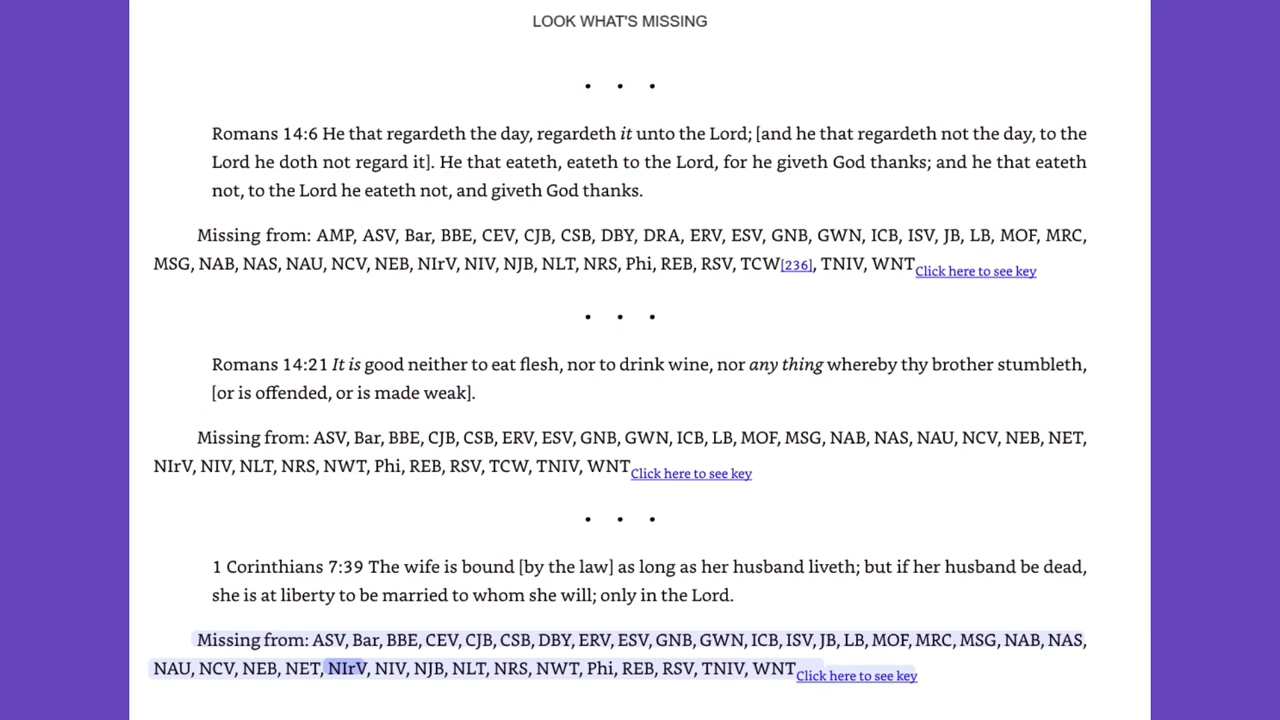 LOOK WHAT'S MISSING
• • •
Romans 14:6 He that regardeth the day, regardeth it unto the Lord; [and he that regardeth not the day, to the
Lord he doth not regard it]. He that eateth, eateth to the Lord, for he giveth God thanks; and he that eateth
not, to the Lord he eateth not, and giveth God thanks.
Missing from: AMP, ASV, Bar, BBE, CEV, CJB, CSB, DBY, DRA, ERV, ESV, GNB, GWN, ICB, ISV, JB, LB, MOF, MRC,
MSG, NAB, NAS, NAU, NCV, NEB, NIrV, NIV, NJB, NLT, NRS, Phi, REB, RSV, TCW[236], TNIV, WNT Click here to see key
• • •
Romans 14:21 It is good neither to eat flesh, nor to drink wine, nor any thing whereby thy brother stumbleth,
[or is offended, or is made weak].
Missing from: ASV, Bar, BBE, CJB, CSB, ERV, ESV, GNB, GWN, ICB, LB, MOF, MSG, NAB, NAS, NAU, NCV, NEB, NET,
NIrV, NIV, NLT, NRS, NWT, Phi, REB, RSV, TCW, TNIV, WNT Click here to see key
• • •
1 Corinthians 7:39 The wife is bound [by the law] as long as her husband liveth; but if her husband be dead,
she is at liberty to be married to whom she will; only in the Lord.
Missing from: ASV, Bar, BBE, CEV, CJB, CSB, DBY, ERV, ESV, GNB, GWN, ICB, ISV, JB, LB, MOF, MRC, MSG, NAB, NAS,
NAU, NCV, NEB, NET, NIrV, NIV, NJB, NLT, NRS, NWT, Phi, REB, RSV, TNIV, WNT Click here to see key